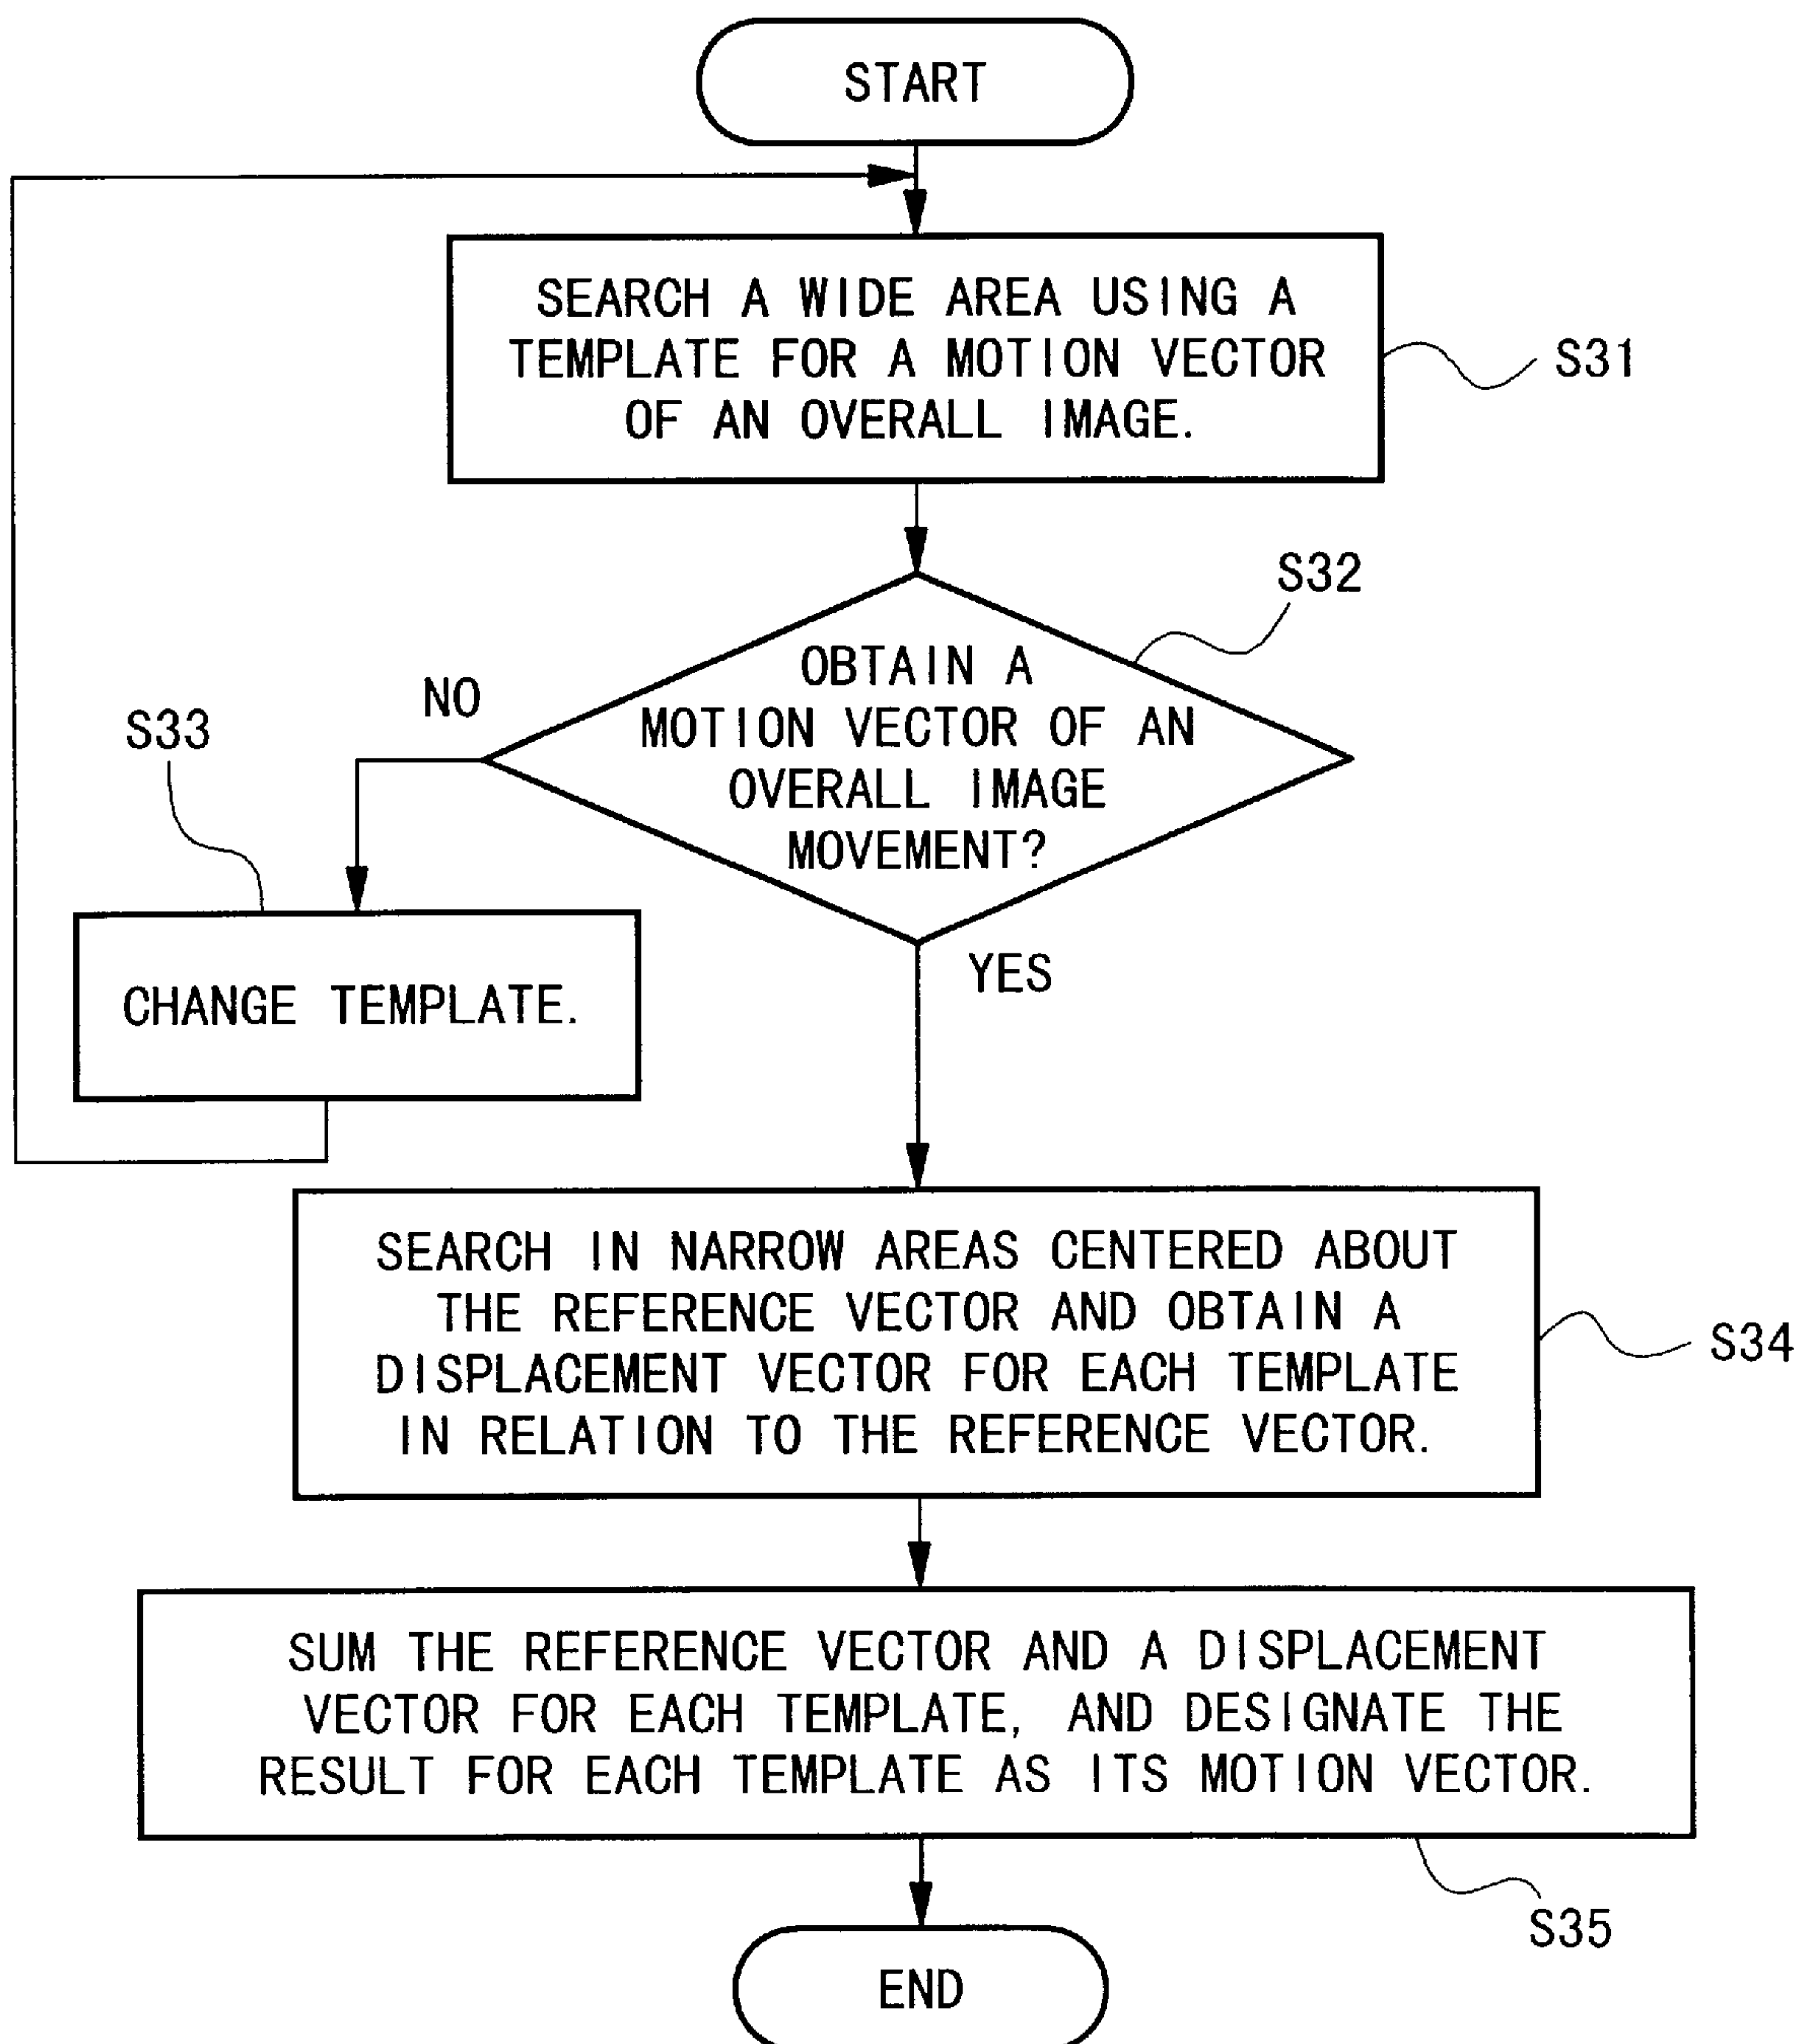 START
SEARCH A WIDE AREA USING A
TEMPLATE FOR A MOTION VECTOR
OF AN OVERALL IMAGE.
S31
S32
OBTAIN A
MOTION VECTOR OF AN
OVERALL IMAGE
MOVEMENT?
NO
S33
YES
CHANGE TEMPLATE.
SEARCH IN NARROW AREAS CENTERED ABOUT
THE REFERENCE VECTOR AND OBTAIN A
DISPLACEMENT VECTOR FOR EACH TEMPLATE
IN RELATION TO THE REFERENCE VECTOR.
S34
SUM THE REFERENCE VECTOR AND A DISPLACEMENT
VECTOR FOR EACH TEMPLATE, AND DESIGNATE THE
RESULT FOR EACH TEMPLATE AS ITS MOTION VECTOR.
S35
END